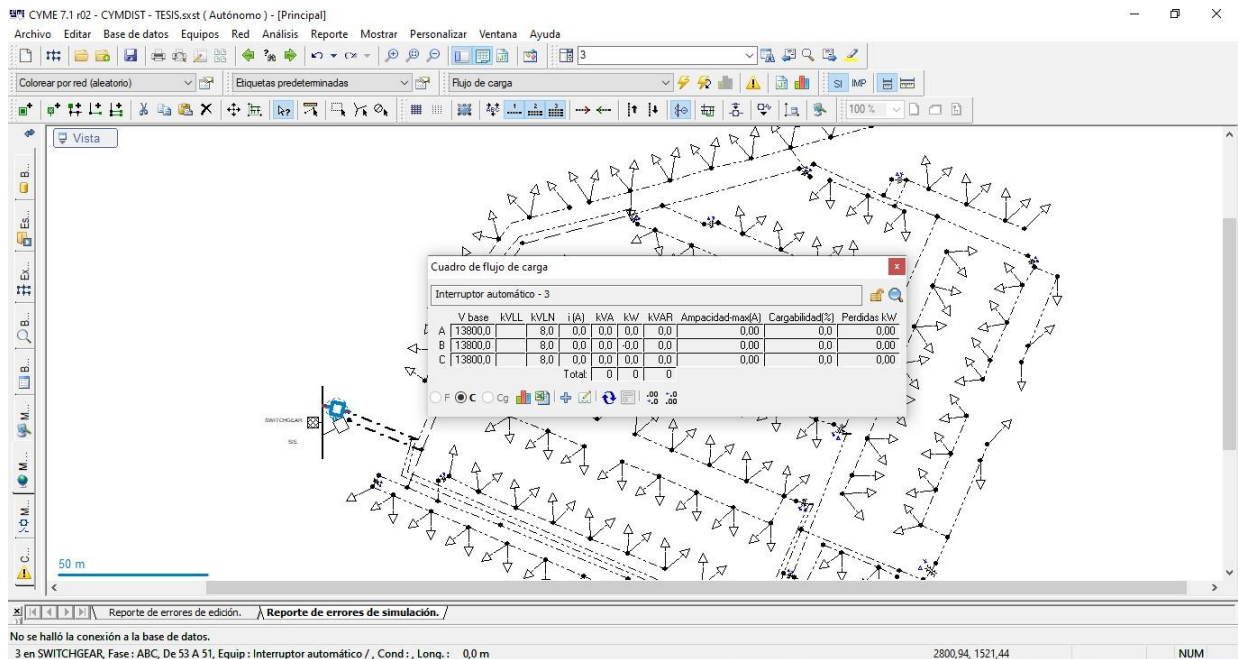 CYME 7.1 r02 - CYMDIST - TESIS.sxst ( Autónomo ) - [Principal]
Archivo Editar Base de datos Equipos Red Análisis Reporte Mostrar Personalizar Ventana Ayuda
3
Colorear por red (aleatorio) Etiquetas predeterminadas Flujo de carga SI IMP
100 %
Vista
B...
Es...
Ex...
B...
B...
M...
M...
M...
C...
Cuadro de flujo de carga
Interruptor automático - 3
V base kVLL kVLN i (A) kVA kW kVAR Ampacidad-max(A) Cargabilidad(%) Perdidas kW
A 13800,0 8,0 0,0 0,0 0,0 0,0 0,00 0,0 0,00
B 13800,0 8,0 0,0 0,0 -0,0 0,0 0,00 0,0 0,00
C 13800,0 8,0 0,0 0,0 0,0 0,0 0,00 0,0 0,00
Total: 0 0 0
F C Cg
SWITCHGEAR
S/E
50 m
Reporte de errores de edición. Reporte de errores de simulación.
No se halló la conexión a la base de datos.
3 en SWITCHGEAR, Fase : ABC, De 53 A 51, Equip : Interruptor automático / , Cond : , Long. : 0,0 m 2800,94, 1521,44 NUM